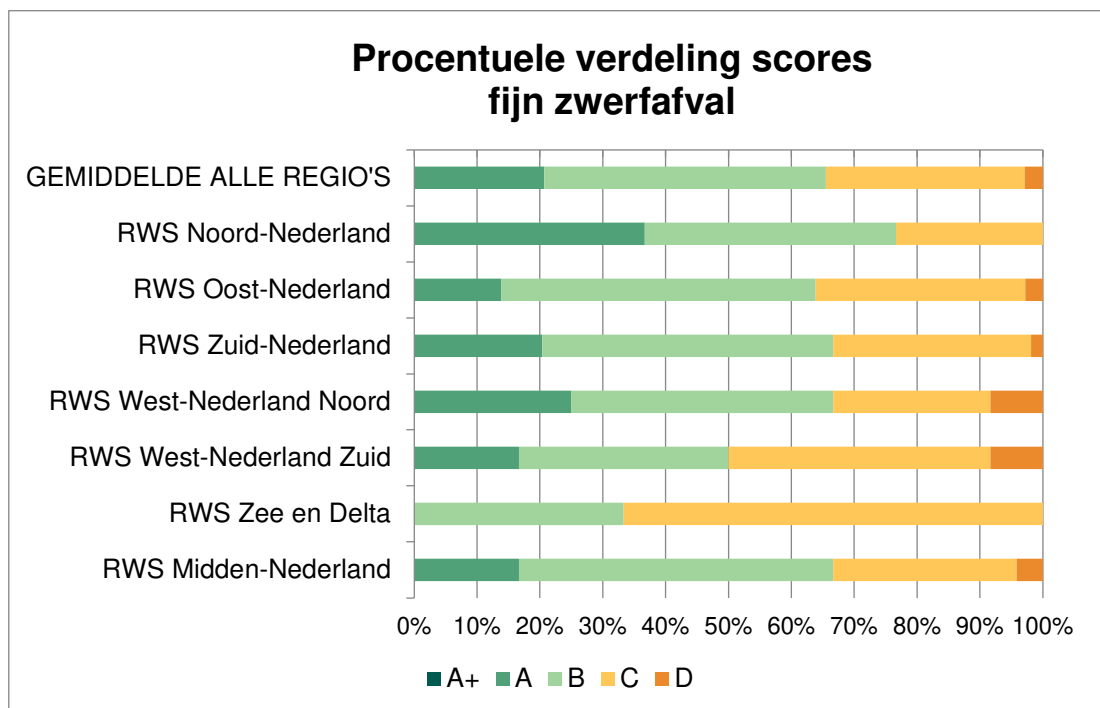 Procentuele verdeling scores
fijn zwerfafval
GEMIDDELDE ALLE REGIO'S
RWS Noord-Nederland
RWS Oost-Nederland
RWS Zuid-Nederland
RWS West-Nederland Noord
RWS West-Nederland Zuid
RWS Zee en Delta
RWS Midden-Nederland
0% 10% 20% 30% 40% 50% 60% 70% 80% 90% 100%
A+ A B C D